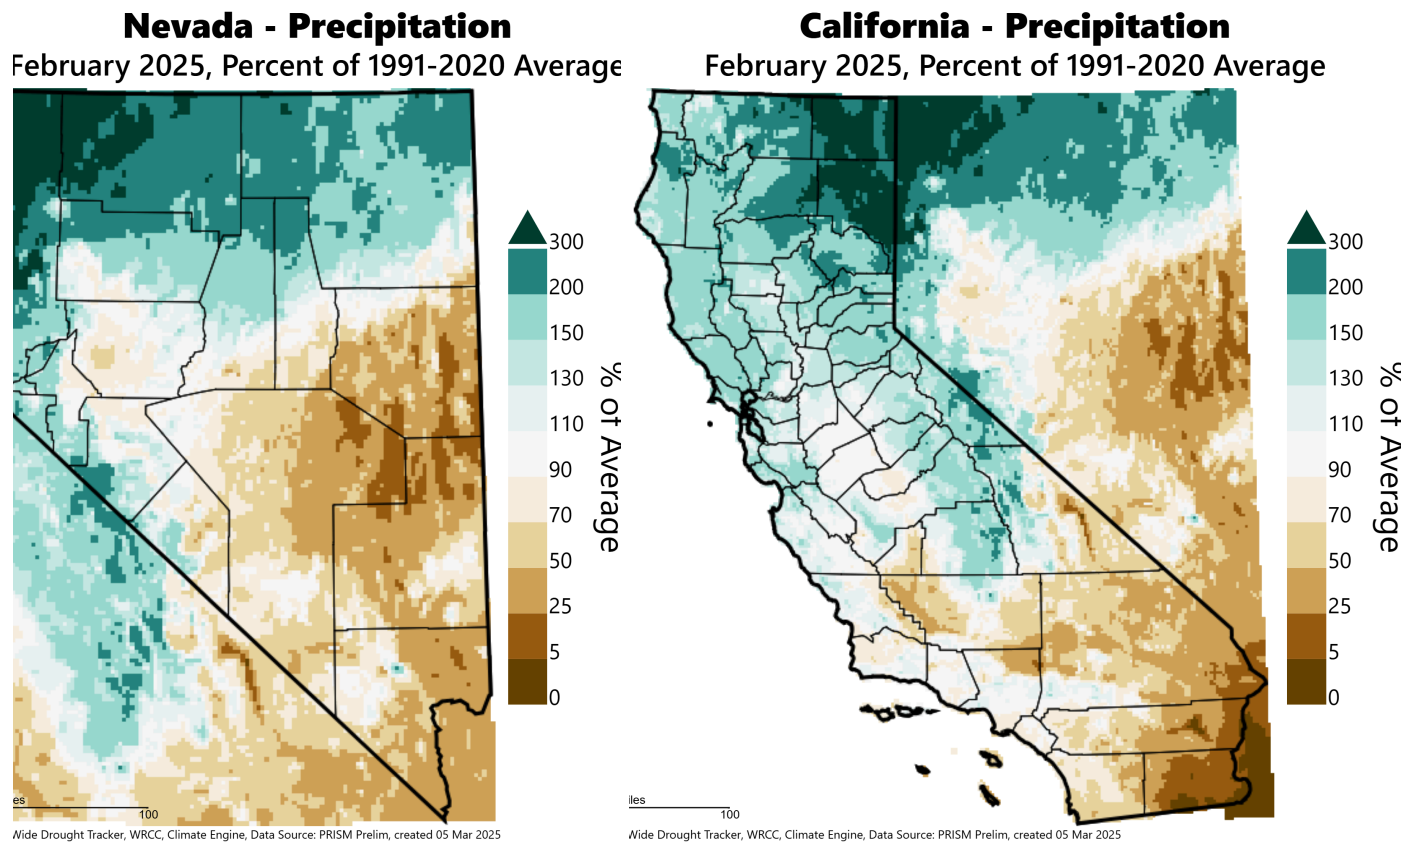 Nevada - Precipitation
February 2025, Percent of 1991-2020 Average
300
200
150
130
110
90
70
50
25
5
0
% of Average
es
100
Wide Drought Tracker, WRCC, Climate Engine, Data Source: PRISM Prelim, created 05 Mar 2025
California - Precipitation
February 2025, Percent of 1991-2020 Average
300
200
150
130
110
90
70
50
25
5
0
% of Average
iles
100
Wide Drought Tracker, WRCC, Climate Engine, Data Source: PRISM Prelim, created 05 Mar 2025